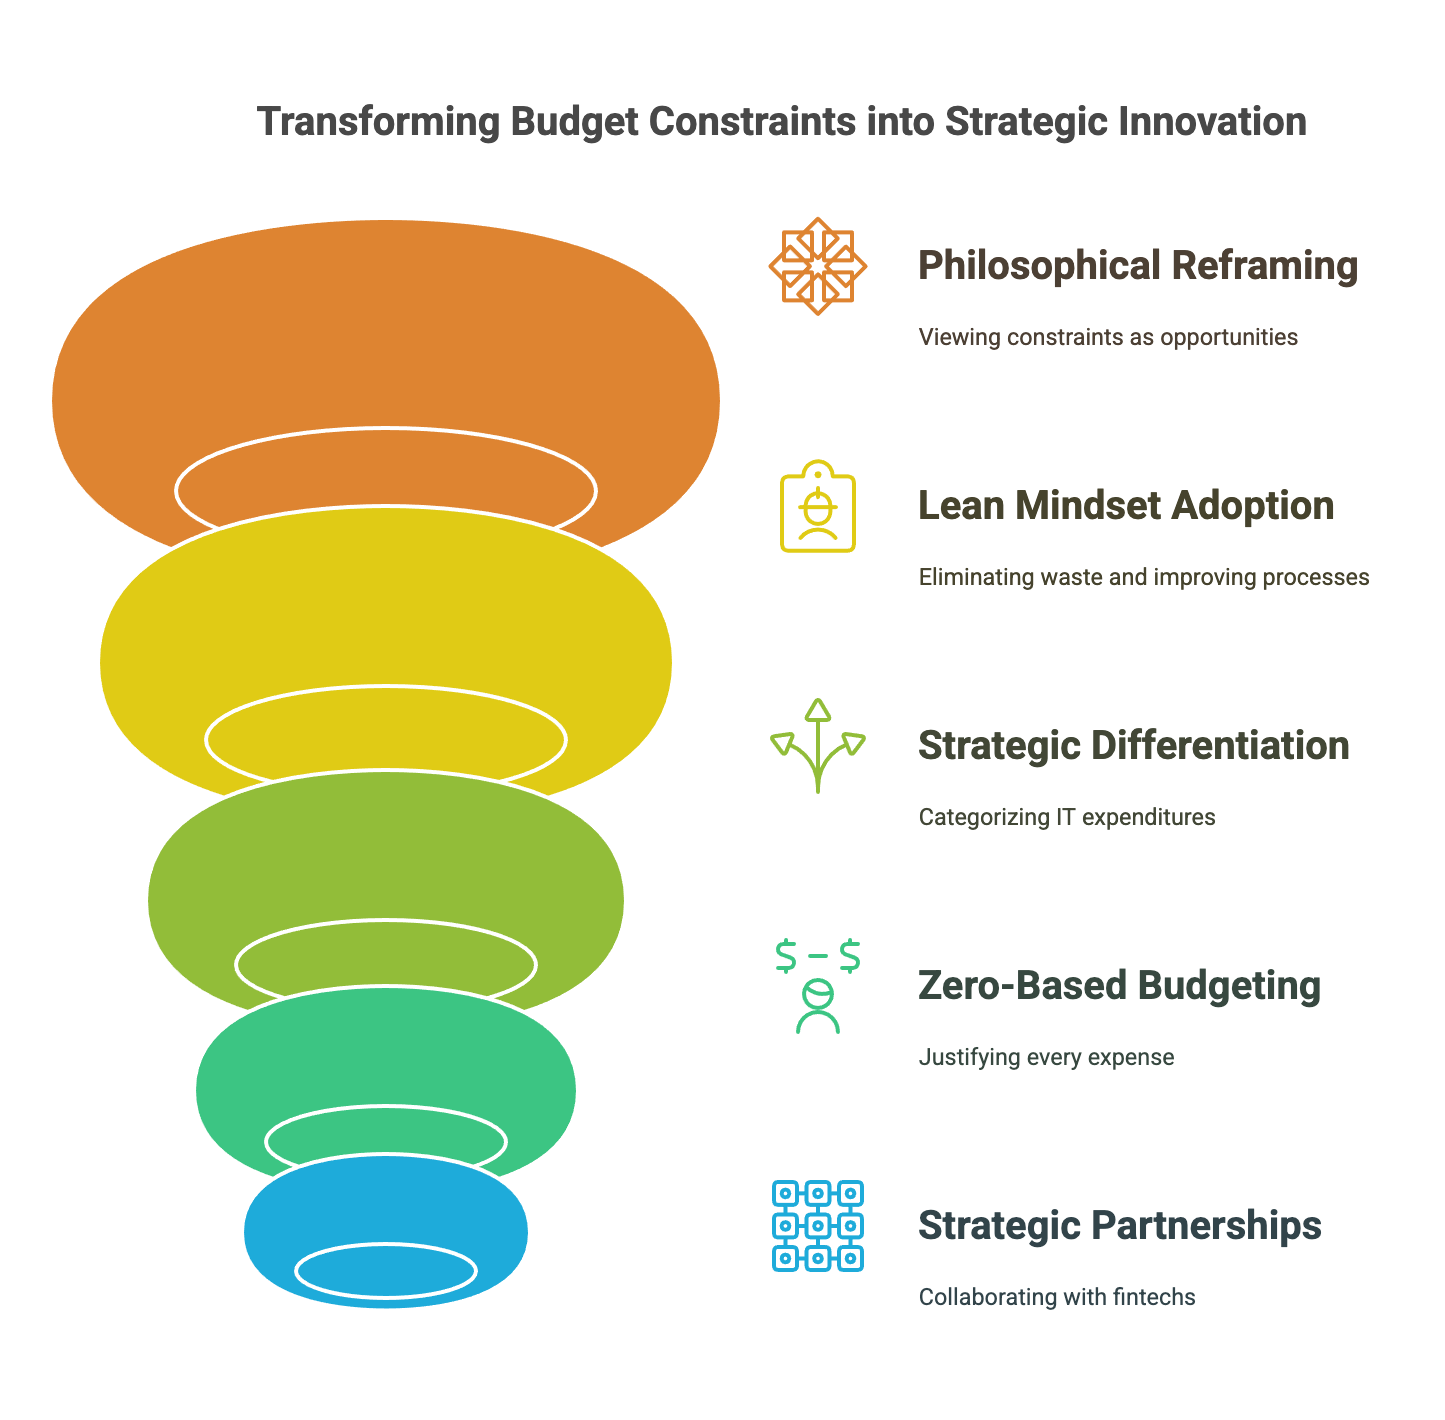 Transforming Budget Constraints into Strategic Innovation
Philosophical Reframing
Viewing constraints as opportunities
Lean Mindset Adoption
Eliminating waste and improving processes
Strategic Differentiation
Categorizing IT expenditures
$ - $
Zero-Based Budgeting
Justifying every expense
Strategic Partnerships
Collaborating with fintechs